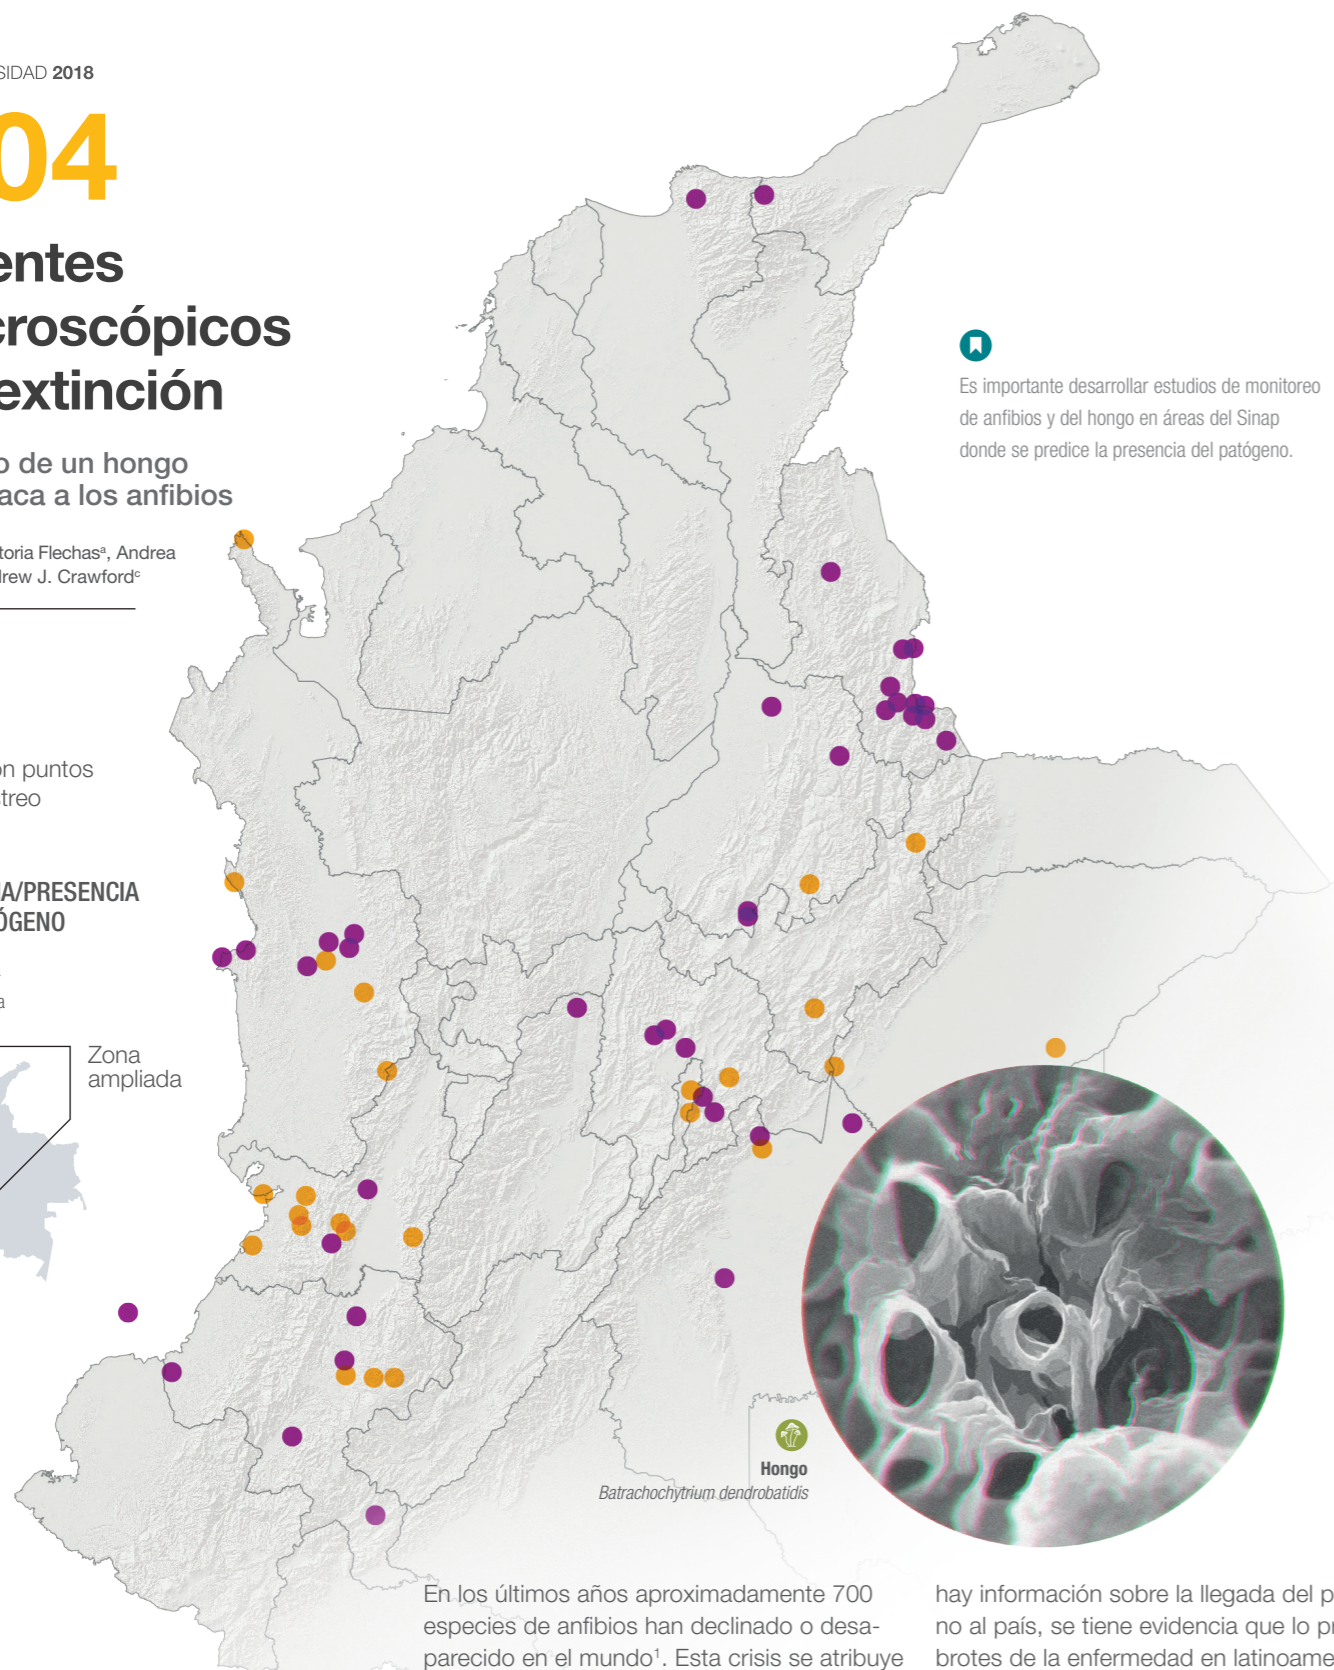 SIDAD 2018
04
entes
croscópicos
extinción
o de un hongo
aca a los anfibios
toria Flechasª, Andrea
drew J. Crawfordᶜ
Es importante desarrollar estudios de monitoreo
de anfibios y del hongo en áreas del Sinap
donde se predice la presencia del patógeno.
on puntos
streo
IA/PRESENCIA
ÓGENO
a
Zona
ampliada
Hongo
Batrachochytrium dendrobatidis
En los últimos años aproximadamente 700
especies de anfibios han declinado o desa-
parecido en el mundo¹. Esta crisis se atribuye
hay información sobre la llegada del p
no al país, se tiene evidencia que lo pr
brotes de la enfermedad en latinoame